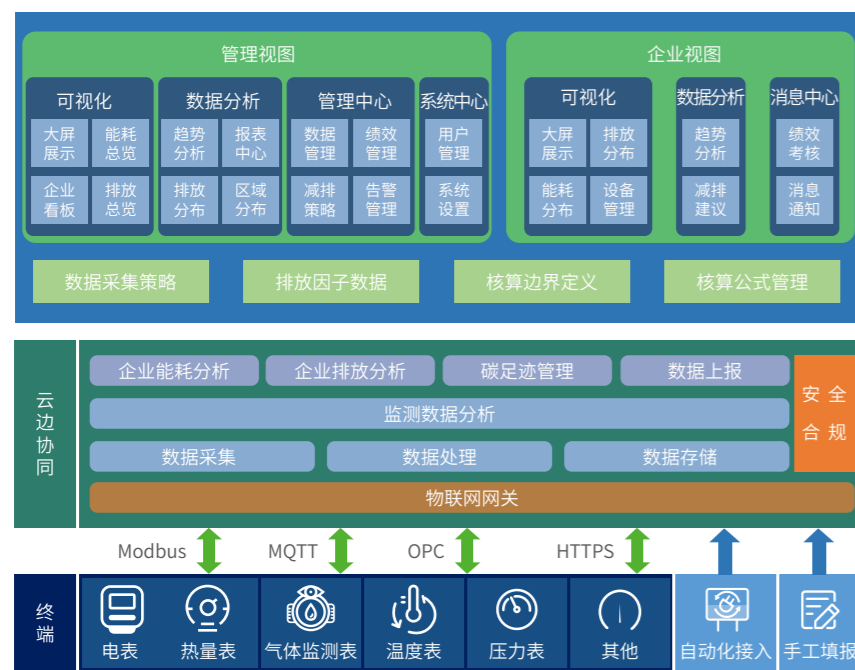 管理视图
可视化
大屏
展示
能耗
总览
企业
看板
排放
总览
数据分析
趋势
分析
报表
中心
排放
分布
区域
分布
管理中心
数据
管理
绩效
管理
减排
策略
告警
管理
系统中心
用户
管理
系统
设置
企业视图
可视化
大屏
展示
排放
分布
能耗
分布
设备
管理
数据分析
趋势
分析
减排
建议
消息中心
绩效
考核
消息
通知
数据采集策略
排放因子数据
核算边界定义
核算公式管理
云
边
协
同
企业能耗分析
企业排放分析
碳足迹管理
数据上报
监测数据分析
数据采集
数据处理
数据存储
物联网网关
安 全
合 规
Modbus
MQTT
OPC
HTTPS
终
端
电表
热量表
气体监测表
温度表
压力表
其他
自动化接入
手工填报